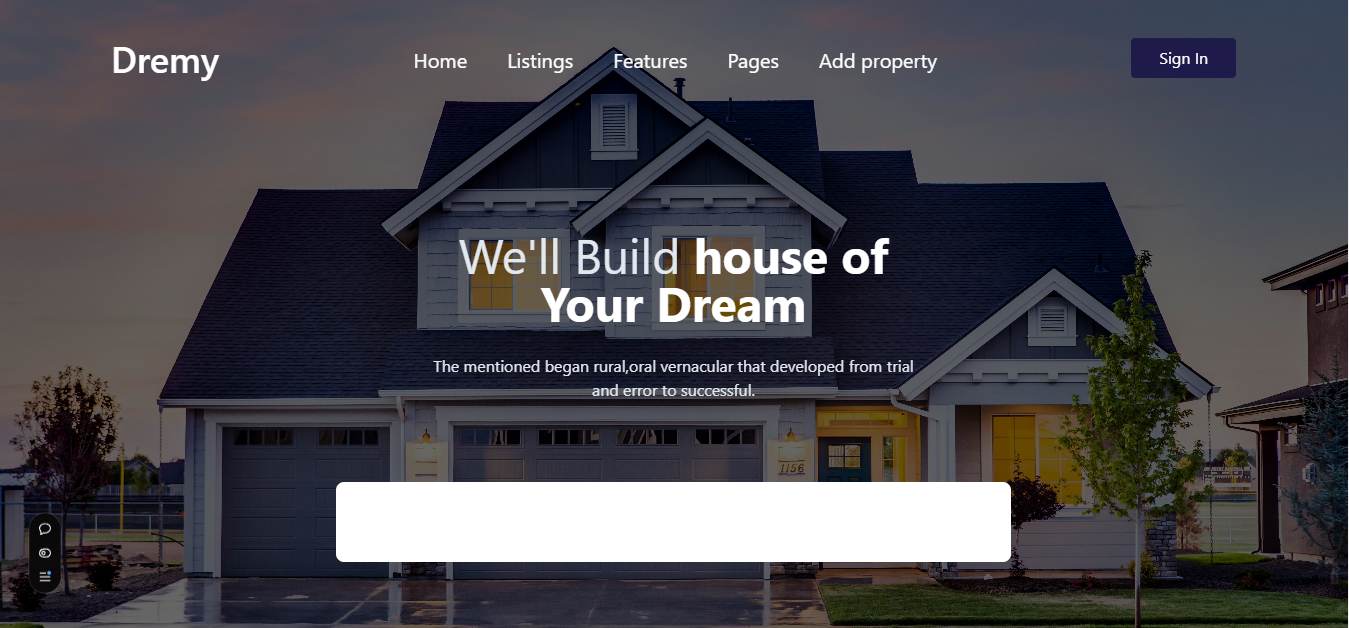 Dremy
Home Listings Features Pages Add property
Sign In
We'll Build house of
Your Dream
The mentioned began rural,oral vernacular that developed from trial
and error to successful.
1156